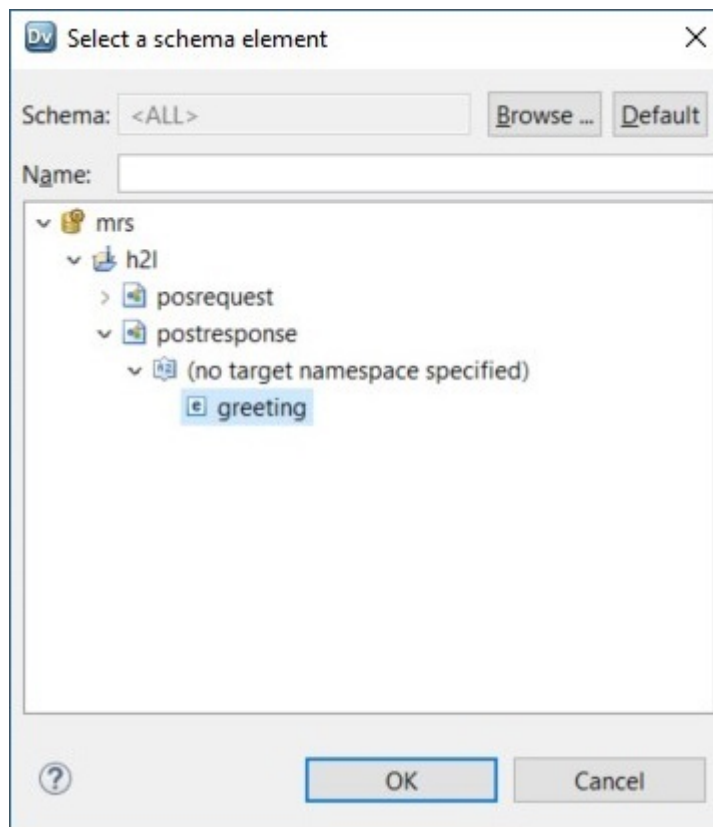 Dv Select a schema element
Schema: <ALL> Browse ... Default
Name:
mrs
h2l
posrequest
postresponse
(no target namespace specified)
e greeting
? OK Cancel